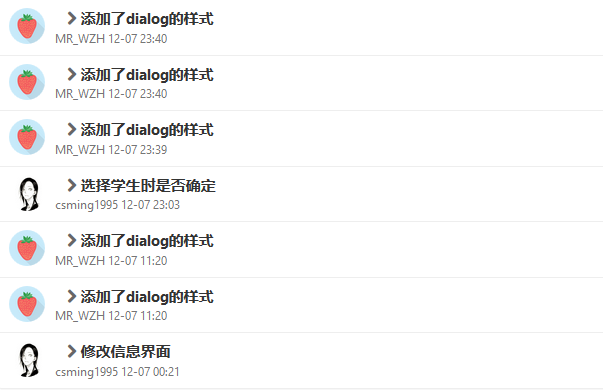 添加了dialog的样式
MR_WZH 12-07 23:40
添加了dialog的样式
MR_WZH 12-07 23:40
添加了dialog的样式
MR_WZH 12-07 23:39
选择学生时是否确定
csming1995 12-07 23:03
添加了dialog的样式
MR_WZH 12-07 11:20
添加了dialog的样式
MR_WZH 12-07 11:20
修改信息界面
csming1995 12-07 00:21